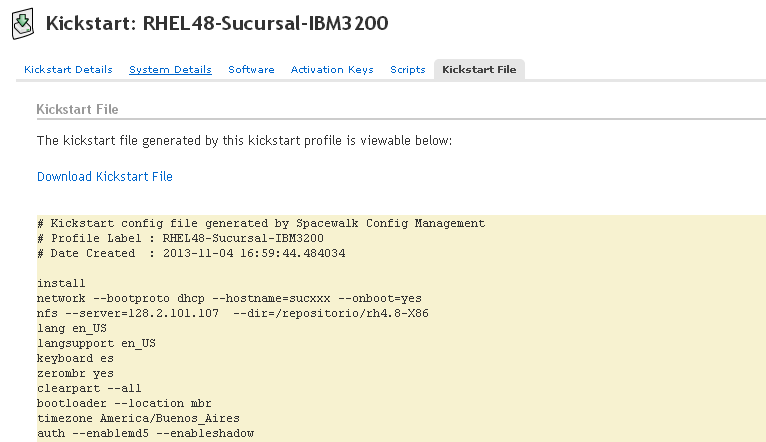 Kickstart: RHEL48-Sucursal-IBM3200
Kickstart Details System Details Software Activation Keys Scripts Kickstart File
Kickstart File
The kickstart file generated by this kickstart profile is viewable below:
Download Kickstart File
# Kickstart config file generated by Spacewalk Config Management
# Profile Label : RHEL48-Sucursal-IBM3200
# Date Created  : 2013-11-04 16:59:44.484034
install
network --bootproto dhcp --hostname=sucxxx --onboot=yes
nfs --server=128.2.101.107  --dir=/repositorio/rh4.8-X86
lang en_US
langsupport en_US
keyboard es
zerombr yes
clearpart --all
bootloader --location mbr
timezone America/Buenos_Aires
auth --enablemd5 --enableshadow